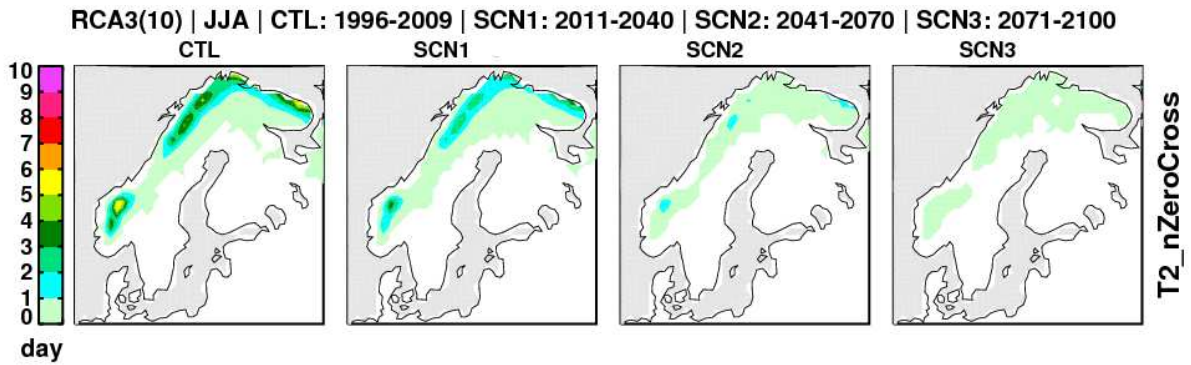 RCA3(10) | JJA | CTL: 1996-2009 | SCN1: 2011-2040 | SCN2: 2041-2070 | SCN3: 2071-2100
CTL SCN1 SCN2 SCN3
10
9
8
7
6
5
4
3
2
1
0
day
T2_nZeroCross